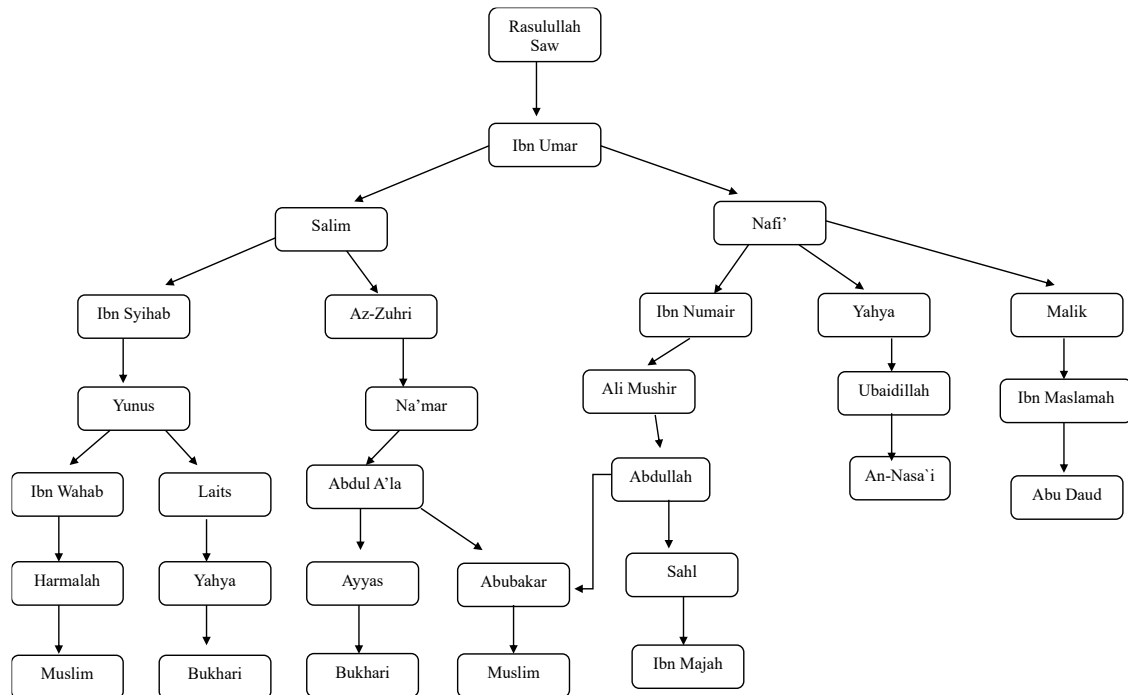 Rasulullah
Saw
Ibn Umar
Salim
Nafi’
Ibn Syihab
Az-Zuhri
Ibn Numair
Yahya
Malik
Yunus
Na’mar
Ali Mushir
Ubaidillah
Ibn Maslamah
Ibn Wahab
Laits
Abdul A’la
Abdullah
An-Nasa`i
Abu Daud
Harmalah
Yahya
Ayyas
Abubakar
Sahl
Muslim
Bukhari
Bukhari
Muslim
Ibn Majah